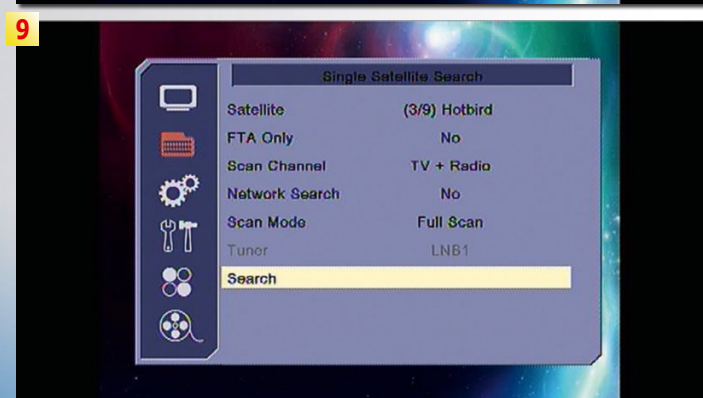 9
Single Satellite Search
Satellite (3/9) Hotbird
FTA Only No
Scan Channel TV + Radio
Network Search No
Scan Mode Full Scan
Tuner LNB1
Search